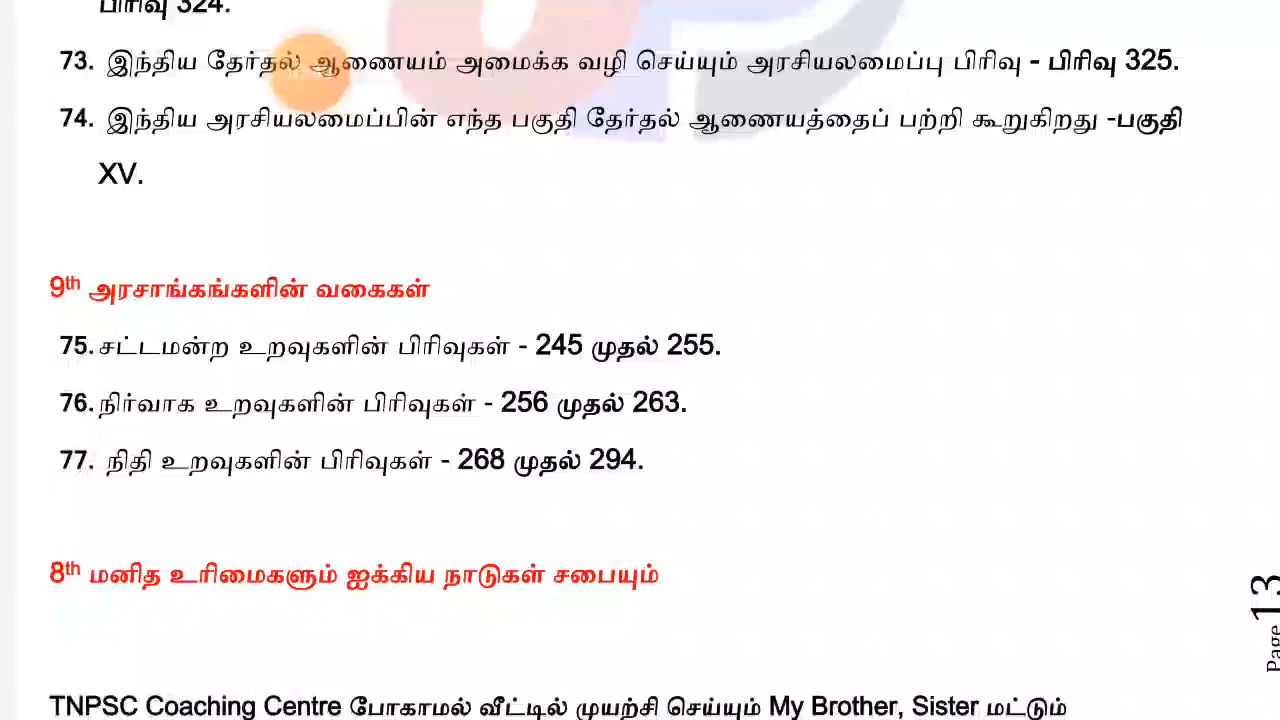 பிரிவு 324.
73. இந்திய தேர்தல் ஆணையம் அமைக்க வழி செய்யும் அரசியலமைப்பு பிரிவு - பிரிவு 325.
74. இந்திய அரசியலமைப்பின் எந்த பகுதி தேர்தல் ஆணையத்தைப் பற்றி கூறுகிறது -பகுதி
XV.
9th அரசாங்கங்களின் வகைகள்
75. சட்டமன்ற உறவுகளின் பிரிவுகள் - 245 முதல் 255.
76. நிர்வாக உறவுகளின் பிரிவுகள் - 256 முதல் 263.
77. நிதி உறவுகளின் பிரிவுகள் - 268 முதல் 294.
8th மனித உரிமைகளும் ஐக்கிய நாடுகள் சபையும்
Page 13
TNPSC Coaching Centre போகாமல் வீட்டில் முயற்சி செய்யும் My Brother, Sister மட்டும்